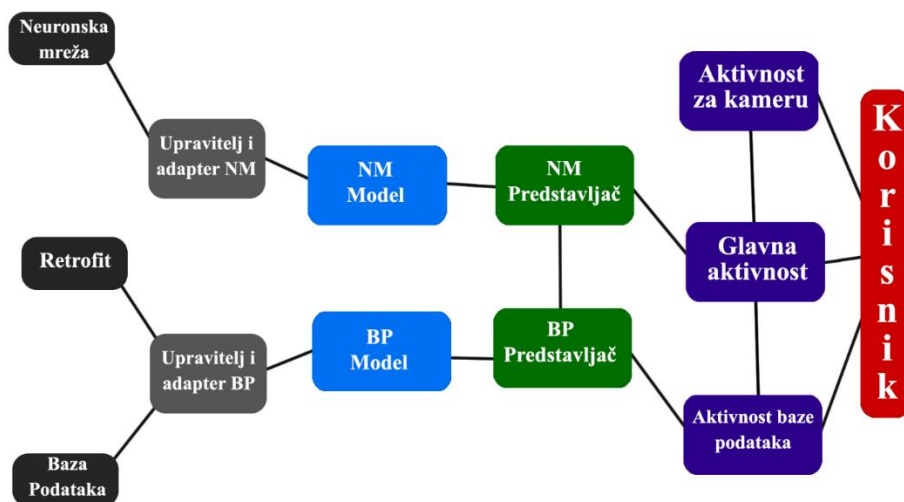 Neuronska
mreža
Upravitelj i
adapter NM
NM
Model
NM
Predstavljač
Aktivnost
za kameru
Glavna
aktivnost
Retrofit
Upravitelj i
adapter BP
BP
Model
BP
Predstavljač
Aktivnost baze
podataka
Baza
Podataka
Korisnik